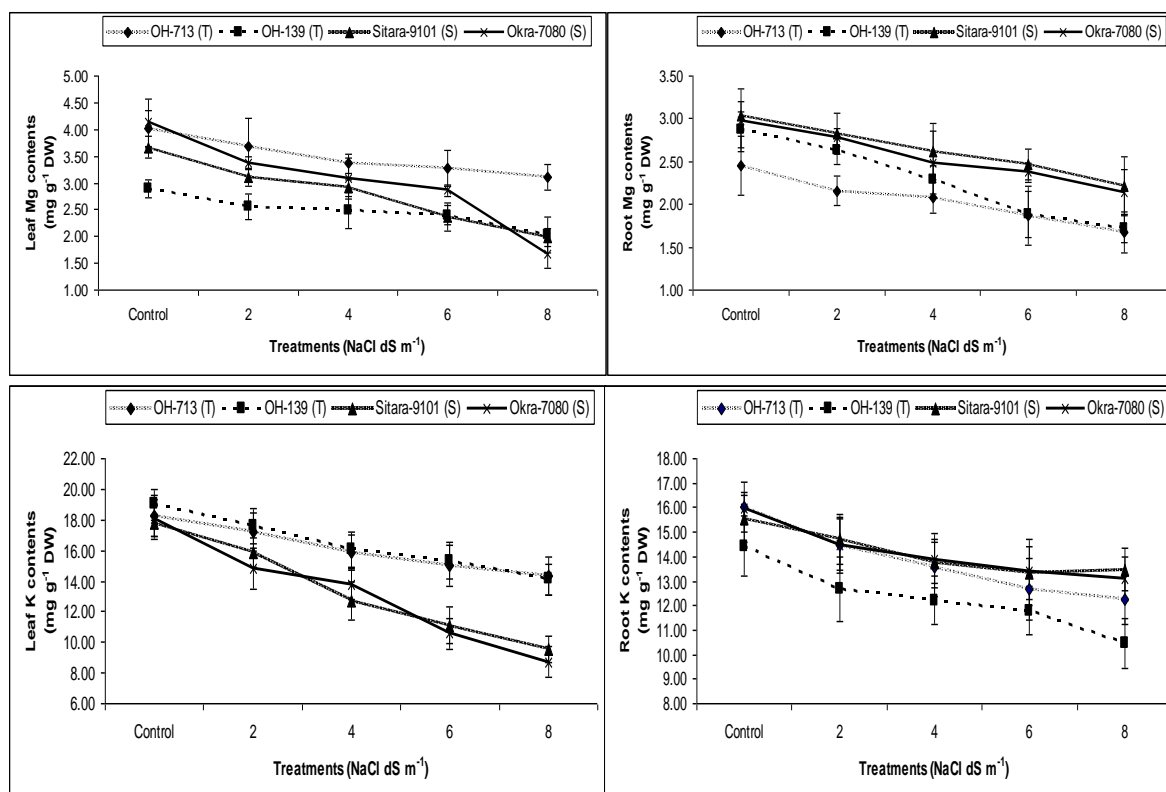 OH-713 (T) OH-139 (T) Sitara-9101 (S) Okra-7080 (S)
Leaf Mg contents
(mg g⁻¹ DW)
5.00
4.50
4.00
3.50
3.00
2.50
2.00
1.50
1.00
Control 2 4 6 8
Treatments (NaCl dS m⁻¹)
OH-713 (T) OH-139 (T) Sitara-9101 (S) Okra-7080 (S)
Root Mg contents
(mg g⁻¹ DW)
3.50
3.00
2.50
2.00
1.50
1.00
Control 2 4 6 8
Treatments (NaCl dS m⁻¹)
OH-713 (T) OH-139 (T) Sitara-9101 (S) Okra-7080 (S)
Leaf K contents
(mg g⁻¹ DW)
22.00
20.00
18.00
16.00
14.00
12.00
10.00
8.00
6.00
Control 2 4 6 8
Treatments (NaCl dS m⁻¹)
OH-713 (T) OH-139 (T) Sitara-9101 (S) Okra-7080 (S)
Root K contents
(mg g⁻¹ DW)
18.00
17.00
16.00
15.00
14.00
13.00
12.00
11.00
10.00
9.00
8.00
Control 2 4 6 8
Treatments (NaCl dS m⁻¹)